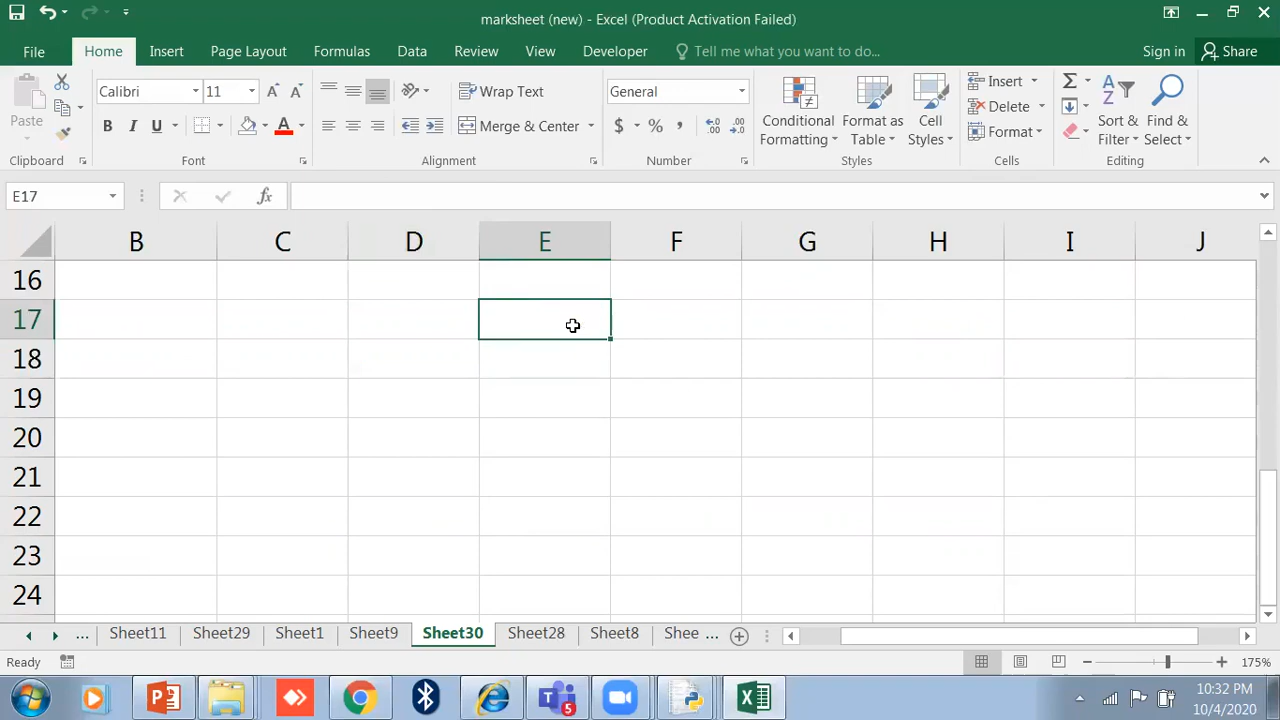 marksheet (new) - Excel (Product Activation Failed)
File Home Insert Page Layout Formulas Data Review View Developer Tell me what you want to do... Sign in Share
Paste
Calibri 11
B I U A
Wrap Text
Merge & Center
General
$ % ,
Conditional Formatting
Format as Table
Cell Styles
Insert
Delete
Format
Sort & Filter
Find & Select
Clipboard Font Alignment Number Styles Cells Editing
E17 fx
B C D E F G H I J
16
17
18
19
20
21
22
23
24
... Sheet11 Sheet29 Sheet1 Sheet9 Sheet30 Sheet28 Sheet8 Shee ...
Ready 175%
5
10:32 PM
10/4/2020